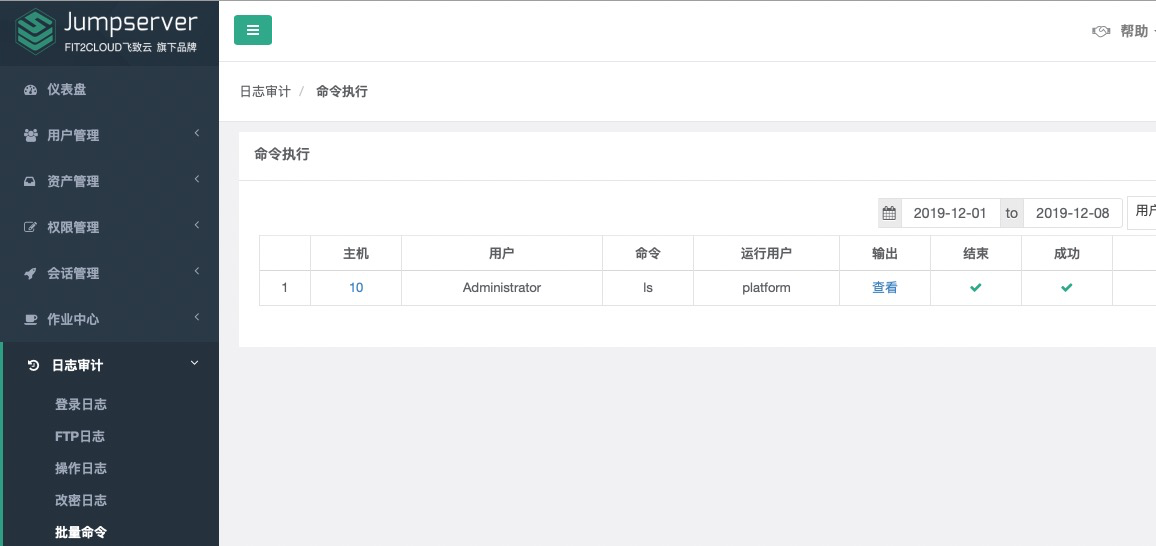 Jumpserver
FIT2CLOUD飞致云 旗下品牌
仪表盘
用户管理
资产管理
权限管理
会话管理
作业中心
日志审计
登录日志
FTP日志
操作日志
改密日志
批量命令
帮助
日志审计 / 命令执行
命令执行
2019-12-01 to 2019-12-08 用户
主机 用户 命令 运行用户 输出 结束 成功
1 10 Administrator ls platform 查看